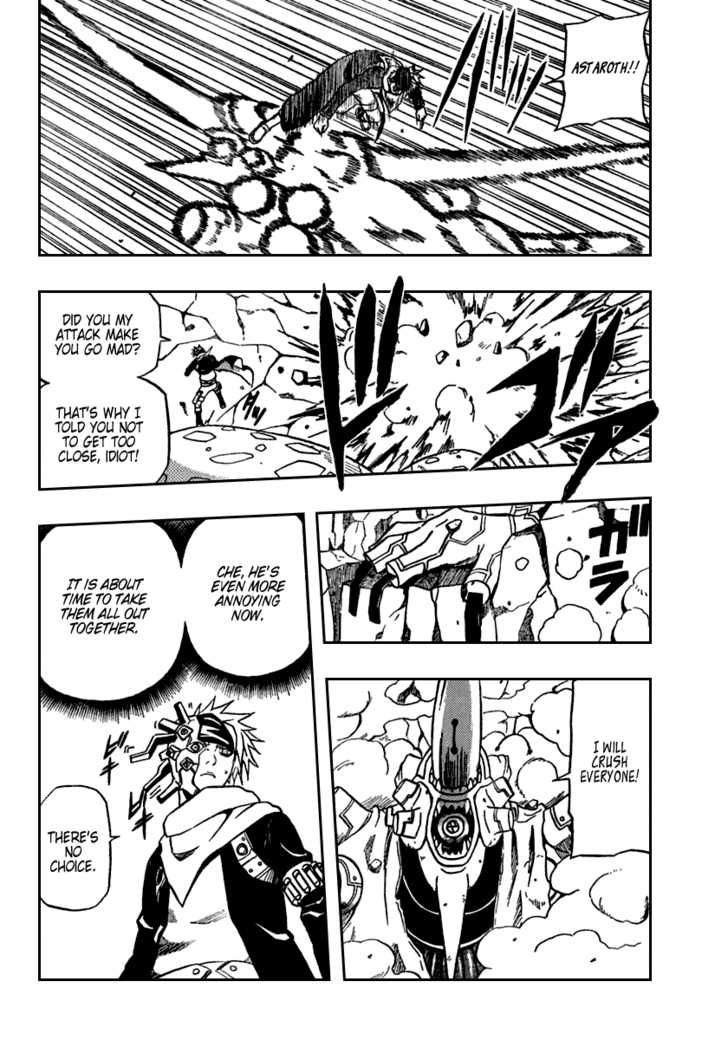 ASTAROTH!!
ドズァ
DID YOU MY
ATTACK MAKE
YOU GO MAD?
THAT'S WHY I
TOLD YOU NOT
TO GET TOO
CLOSE, IDIOT!
ガラ
CHE, HE'S
EVEN MORE
ANNOYING
NOW.
IT IS ABOUT
TIME TO TAKE
THEM ALL OUT
TOGETHER.
THERE'S
NO
CHOICE.
I WILL
CRUSH
EVERYONE!